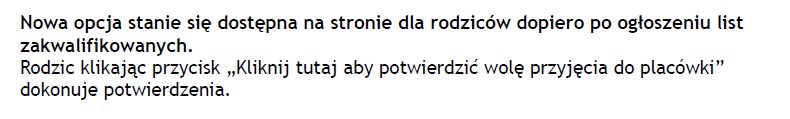 Nowa opcja stanie się dostępna na stronie dla rodziców dopiero po ogłoszeniu list
zakwalifikowanych.
Rodzic klikając przycisk „Kliknij tutaj aby potwierdzić wolę przyjęcia do placówki”
dokonuje potwierdzenia.